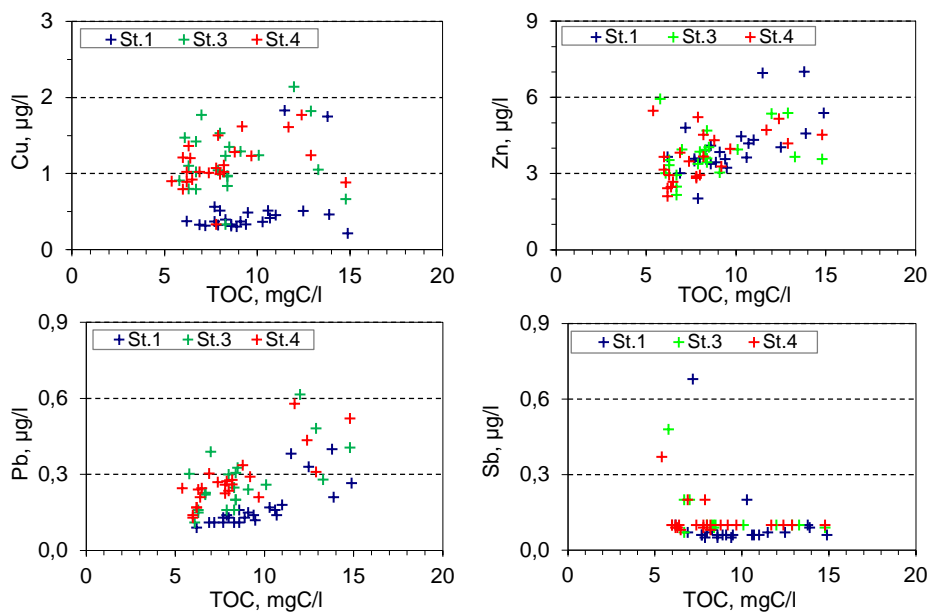 Cu, µg/l
3
2
1
0
St.1 St.3 St.4
0 5 10 15 20
TOC, mgC/l
Zn, µg/l
9
6
3
0
St.1 St.3 St.4
0 5 10 15 20
TOC, mgC/l
Pb, µg/l
0,9
0,6
0,3
0,0
St.1 St.3 St.4
0 5 10 15 20
TOC, mgC/l
Sb, µg/l
0,9
0,6
0,3
0,0
St.1 St.3 St.4
0 5 10 15 20
TOC, mgC/l